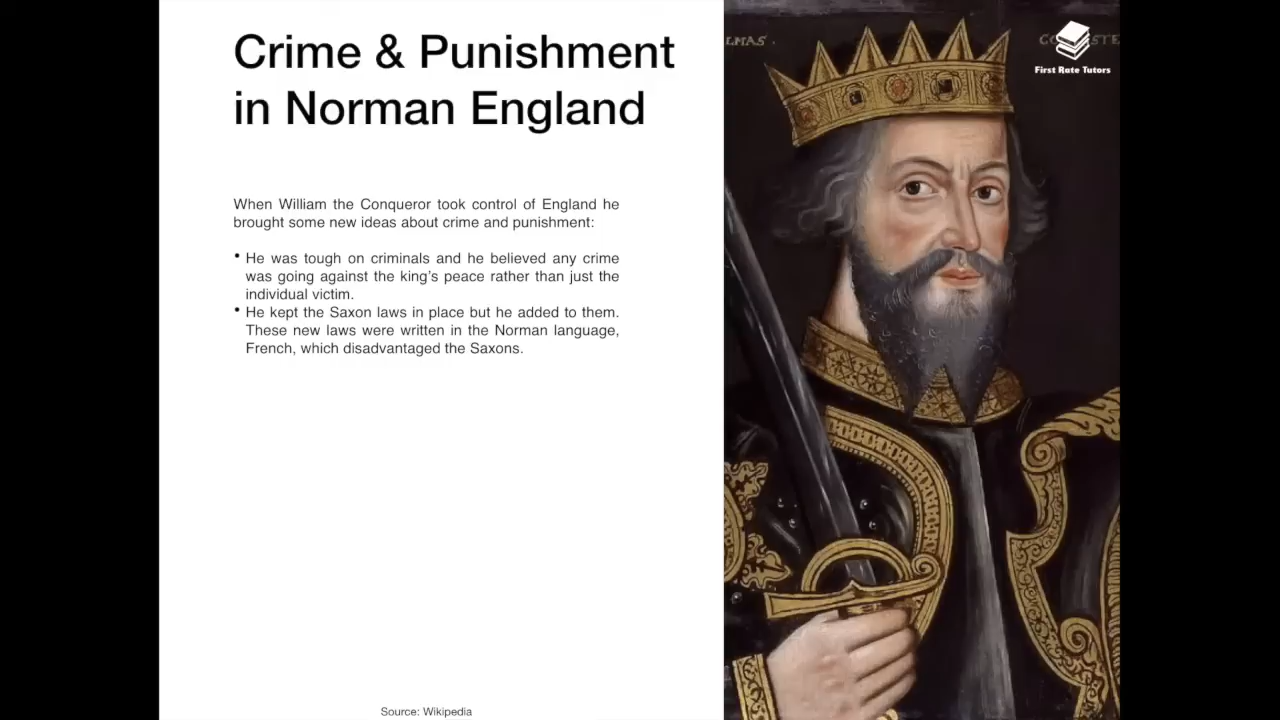 Crime & Punishment
in Norman England
When William the Conqueror took control of England he
brought some new ideas about crime and punishment:
• He was tough on criminals and he believed any crime
was going against the king's peace rather than just the
individual victim.
• He kept the Saxon laws in place but he added to them.
These new laws were written in the Norman language,
French, which disadvantaged the Saxons.
Source: Wikipedia
First Rate Tutors